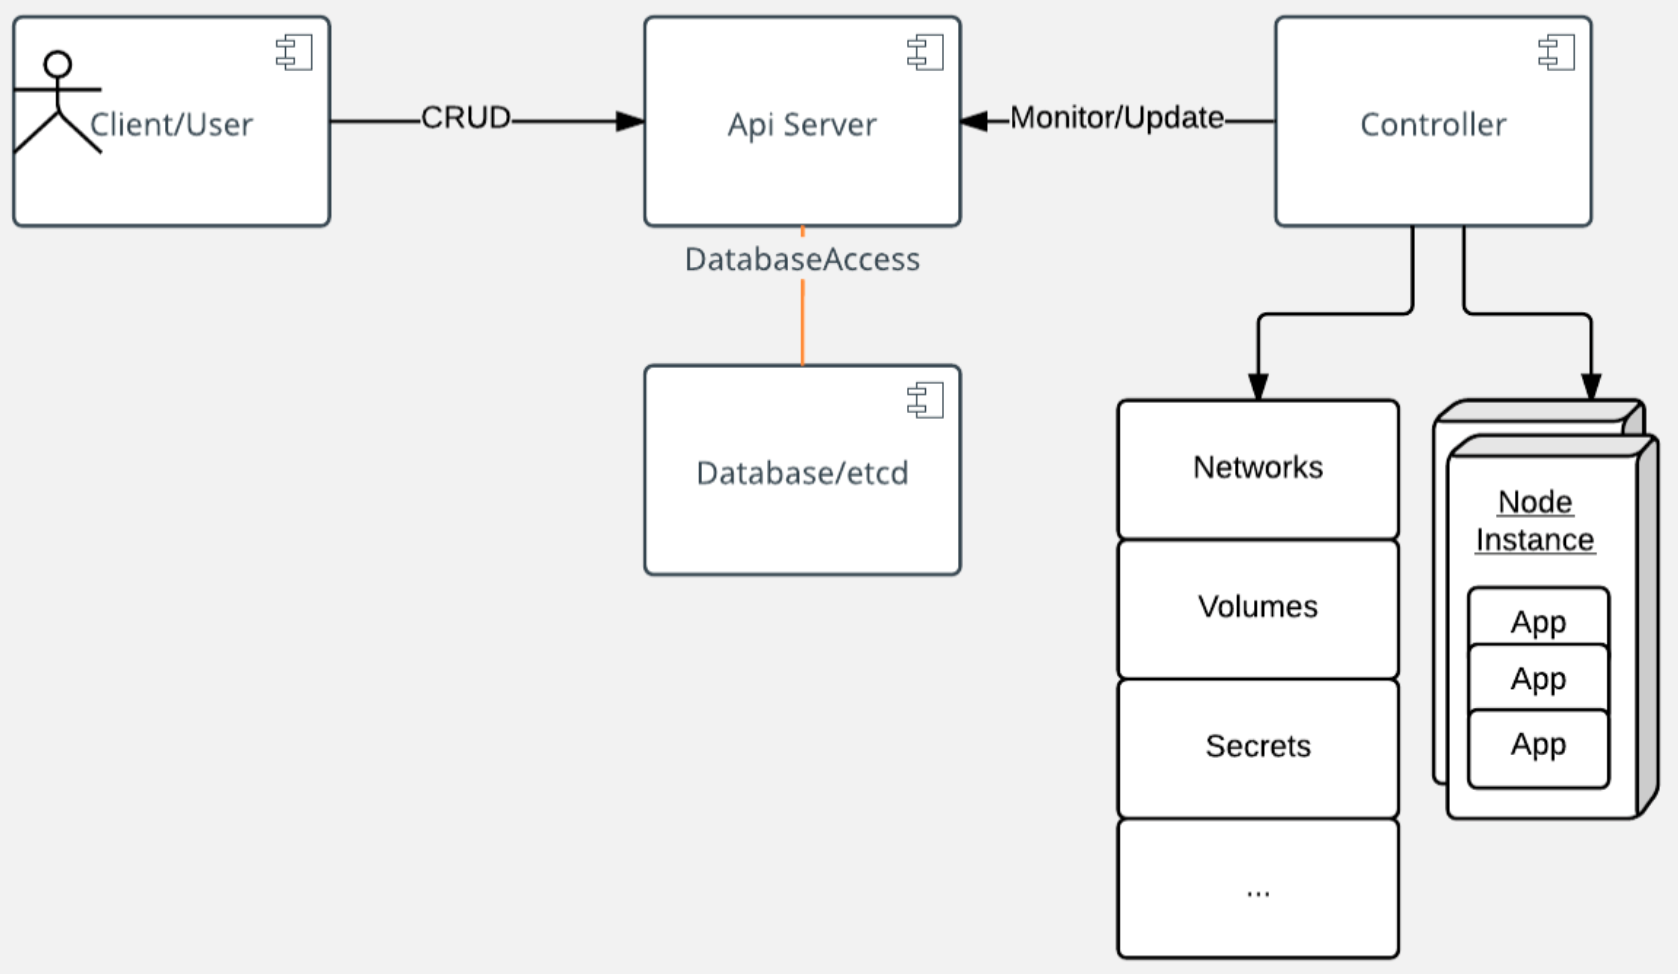 Client/User
CRUD
Api Server
Monitor/Update
Controller
DatabaseAccess
Database/etcd
Networks
Volumes
Secrets
...
Node
Instance
App
App
App